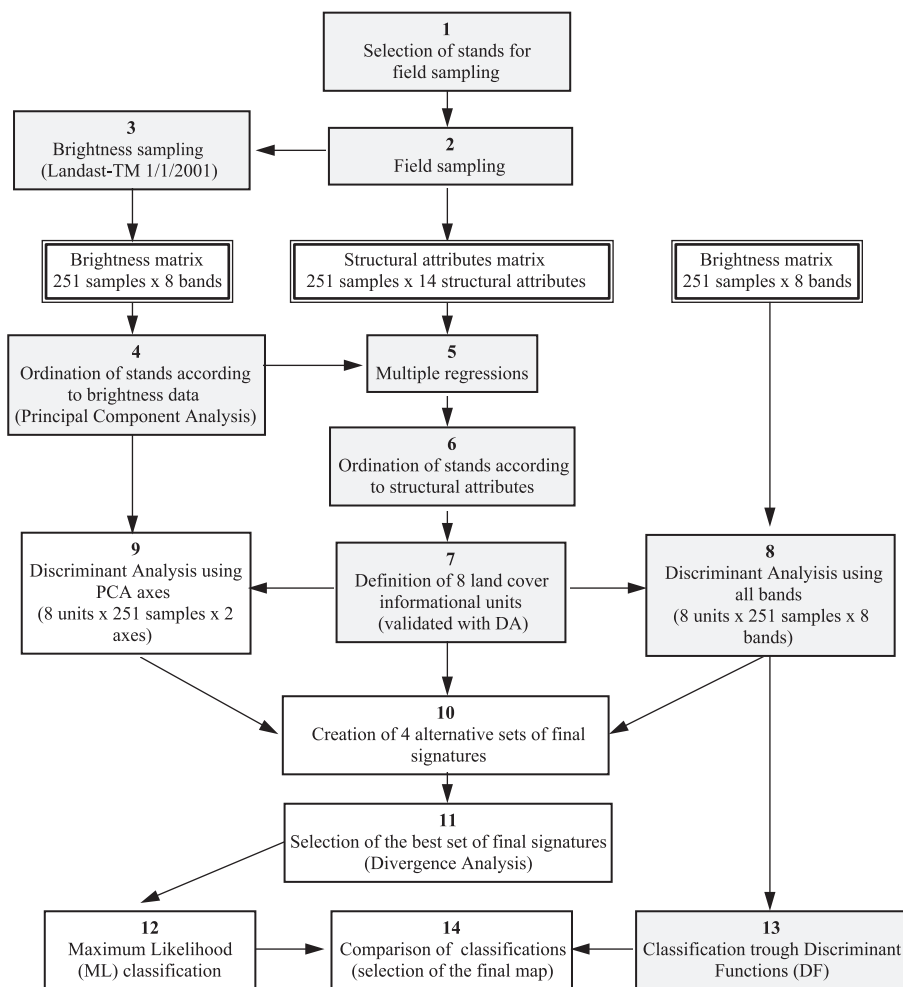 1
Selection of stands for
field sampling
3
Brightness sampling
(Landast-TM 1/1/2001)
2
Field sampling
Brightness matrix
251 samples x 8 bands
Structural attributes matrix
251 samples x 14 structural attributes
Brightness matrix
251 samples x 8 bands
4
Ordination of stands according
to brightness data
(Principal Component Analysis)
5
Multiple regressions
6
Ordination of stands according
to structural attributes
9
Discriminant Analysis using
PCA axes
(8 units x 251 samples x 2
axes)
7
Definition of 8 land cover
informational units
(validated with DA)
8
Discriminant Analyisis using
all bands
(8 units x 251 samples x 8
bands)
10
Creation of 4 alternative sets of final
signatures
11
Selection of the best set of final signatures
(Divergence Analysis)
12
Maximum Likelihood
(ML) classification
14
Comparison of classifications
(selection of the final map)
13
Classification trough Discriminant
Functions (DF)